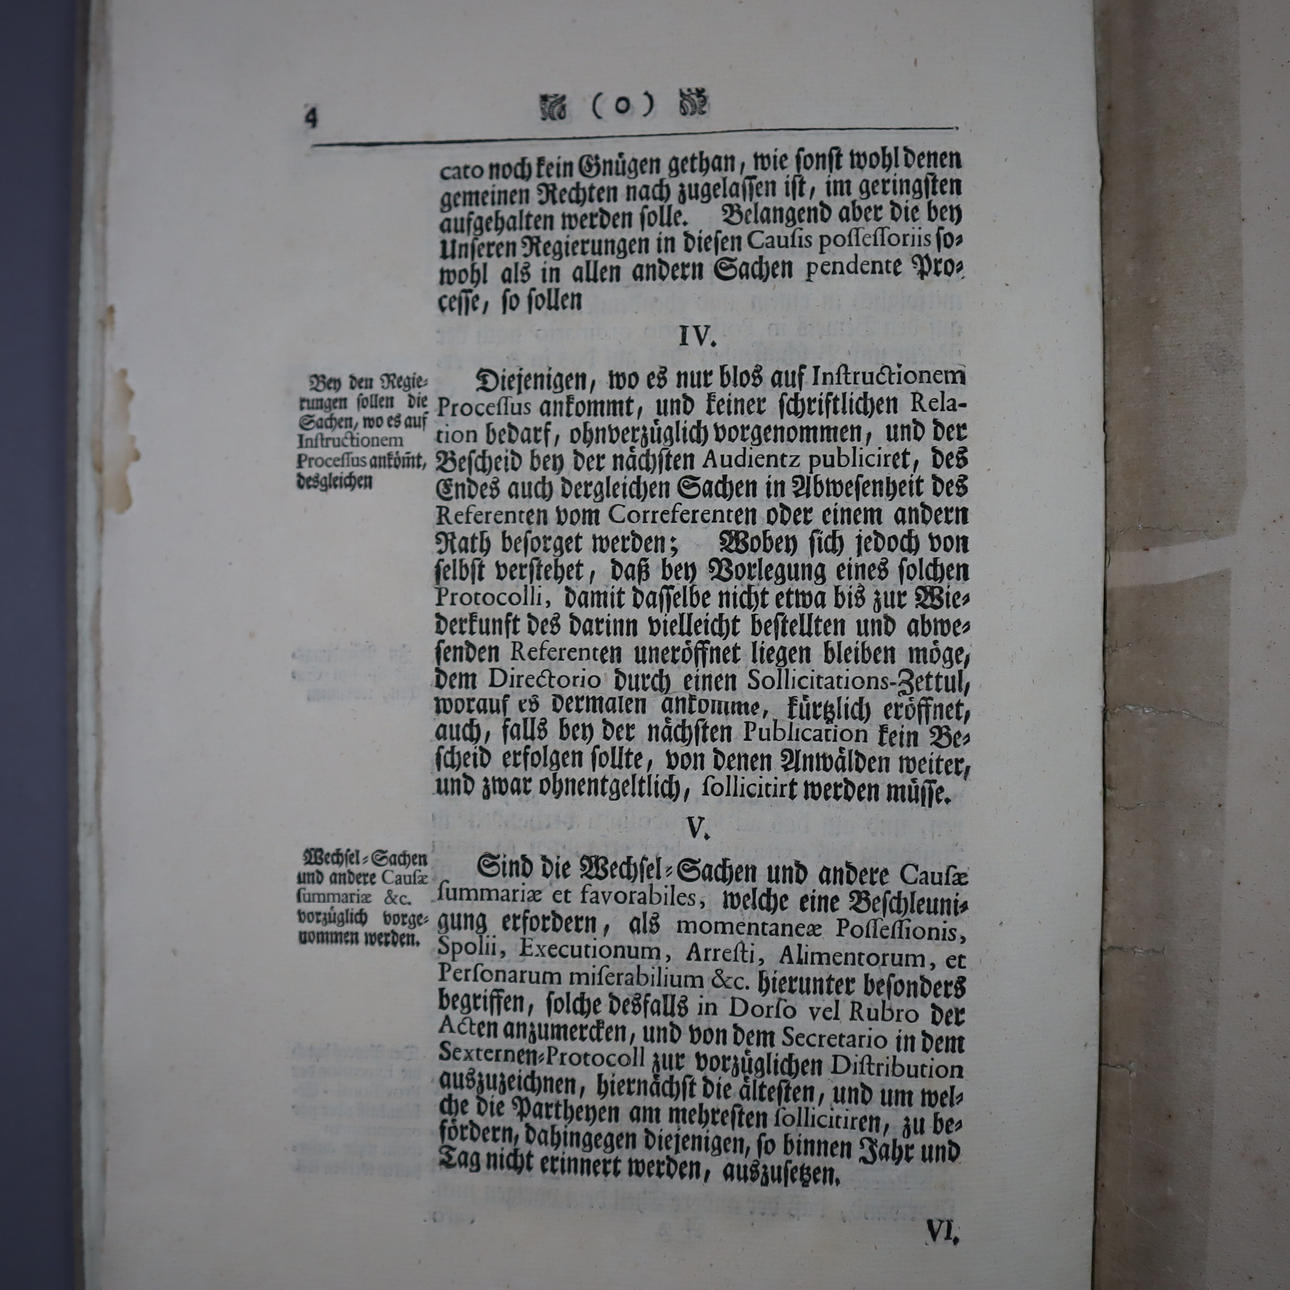 4 ( o )
cato noch kein Gnügen gethan, wie sonst wohl denen
gemeinen Rechten nach zugelassen ist, im geringsten
aufgehalten werden solle. Belangend aber die bey
Unseren Regierungen in diesen Causis possessoriis so-
wohl als in allen andern Sachen pendente Pro-
cesse, so sollen
IV.
Bey den Regie-
rungen sollen die
Sachen, wo es auf
Instructionem
Processus ankom̃t,
desgleichen
Diejenigen, wo es nur blos auf Instructionem
Processus ankommt, und keiner schriftlichen Rela-
tion bedarf, ohnverzüglich vorgenommen, und der
Bescheid bey der nächsten Audientz publiciret, des
Endes auch dergleichen Sachen in Abwesenheit des
Referenten vom Correferenten oder einem andern
Rath besorget werden; Wobey sich jedoch von
selbst verstehet, daß bey Vorlegung eines solchen
Protocolli, damit dasselbe nicht etwa bis zur Wie-
derkunft des darinn vielleicht bestellten und abwe-
senden Referenten uneröffnet liegen bleiben möge,
dem Directorio durch einen Sollicitations-Zettul,
worauf es dermalen ankomme, kürtzlich eröffnet,
auch, falls bey der nächsten Publication kein Be-
scheid erfolgen sollte, von denen Anwälden weiter,
und zwar ohnentgeltlich, sollicitirt werden müsse.
V.
Wechsel-Sachen
und andere Causæ
summariæ &c.
vorzüglich vorge-
nommen werden.
Sind die Wechsel-Sachen und andere Causæ
summariæ et favorabiles, welche eine Beschleuni-
gung erfordern, als momentaneæ Possessionis,
Spolii, Executionum, Arresti, Alimentorum, et
Personarum miserabilium &c. hierunter besonders
begriffen, solche desfalls in Dorso vel Rubro der
Acten anzumercken, und von dem Secretario in dem
Sexternen-Protocoll zur vorzüglichen Distribution
auszuzeichnen, hiernächst die ältesten, und um wel-
che die Partheyen am mehresten sollicitiren, zu be-
fördern, dahingegen diejenigen, so binnen Jahr und
Tag nicht erinnert werden, auszusetzen.
VI.